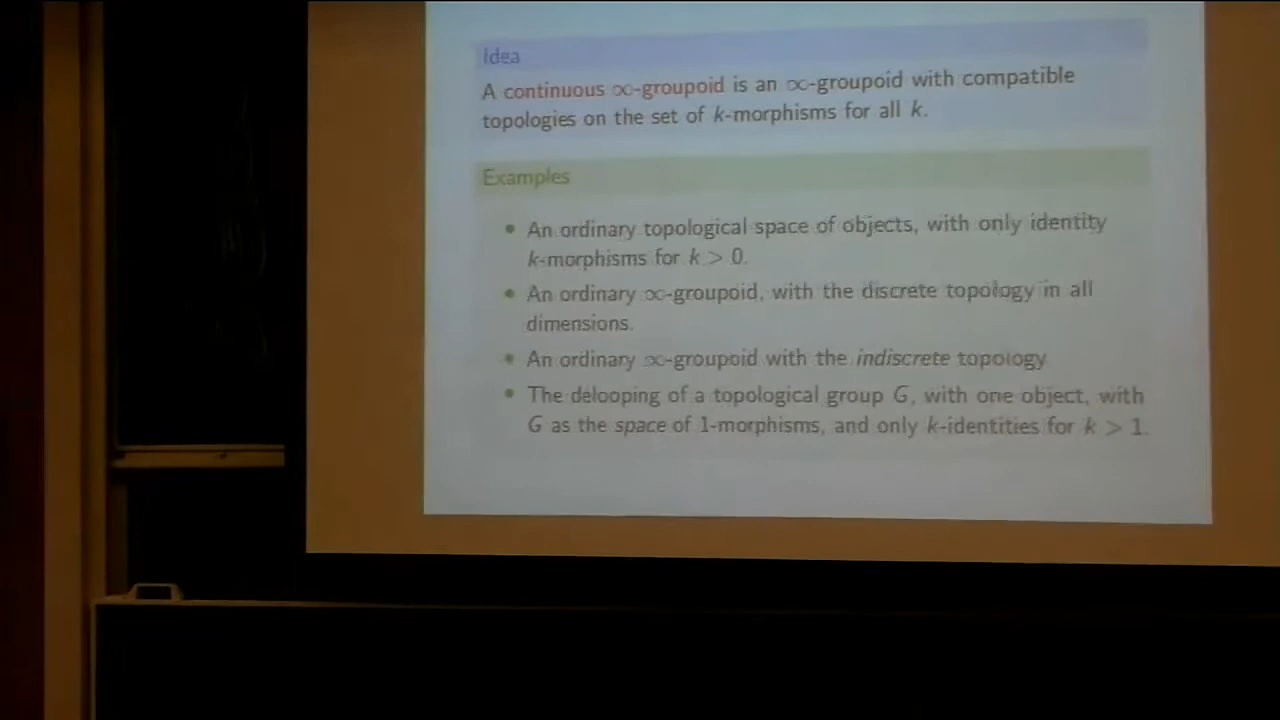 Idea
A continuous ∞-groupoid is an ∞-groupoid with compatible
topologies on the set of k-morphisms for all k.
Examples
• An ordinary topological space of objects, with only identity
k-morphisms for k > 0.
• An ordinary ∞-groupoid, with the discrete topology in all
dimensions.
• An ordinary ∞-groupoid with the indiscrete topology
• The delooping of a topological group G, with one object, with
G as the space of 1-morphisms, and only k-identities for k > 1.